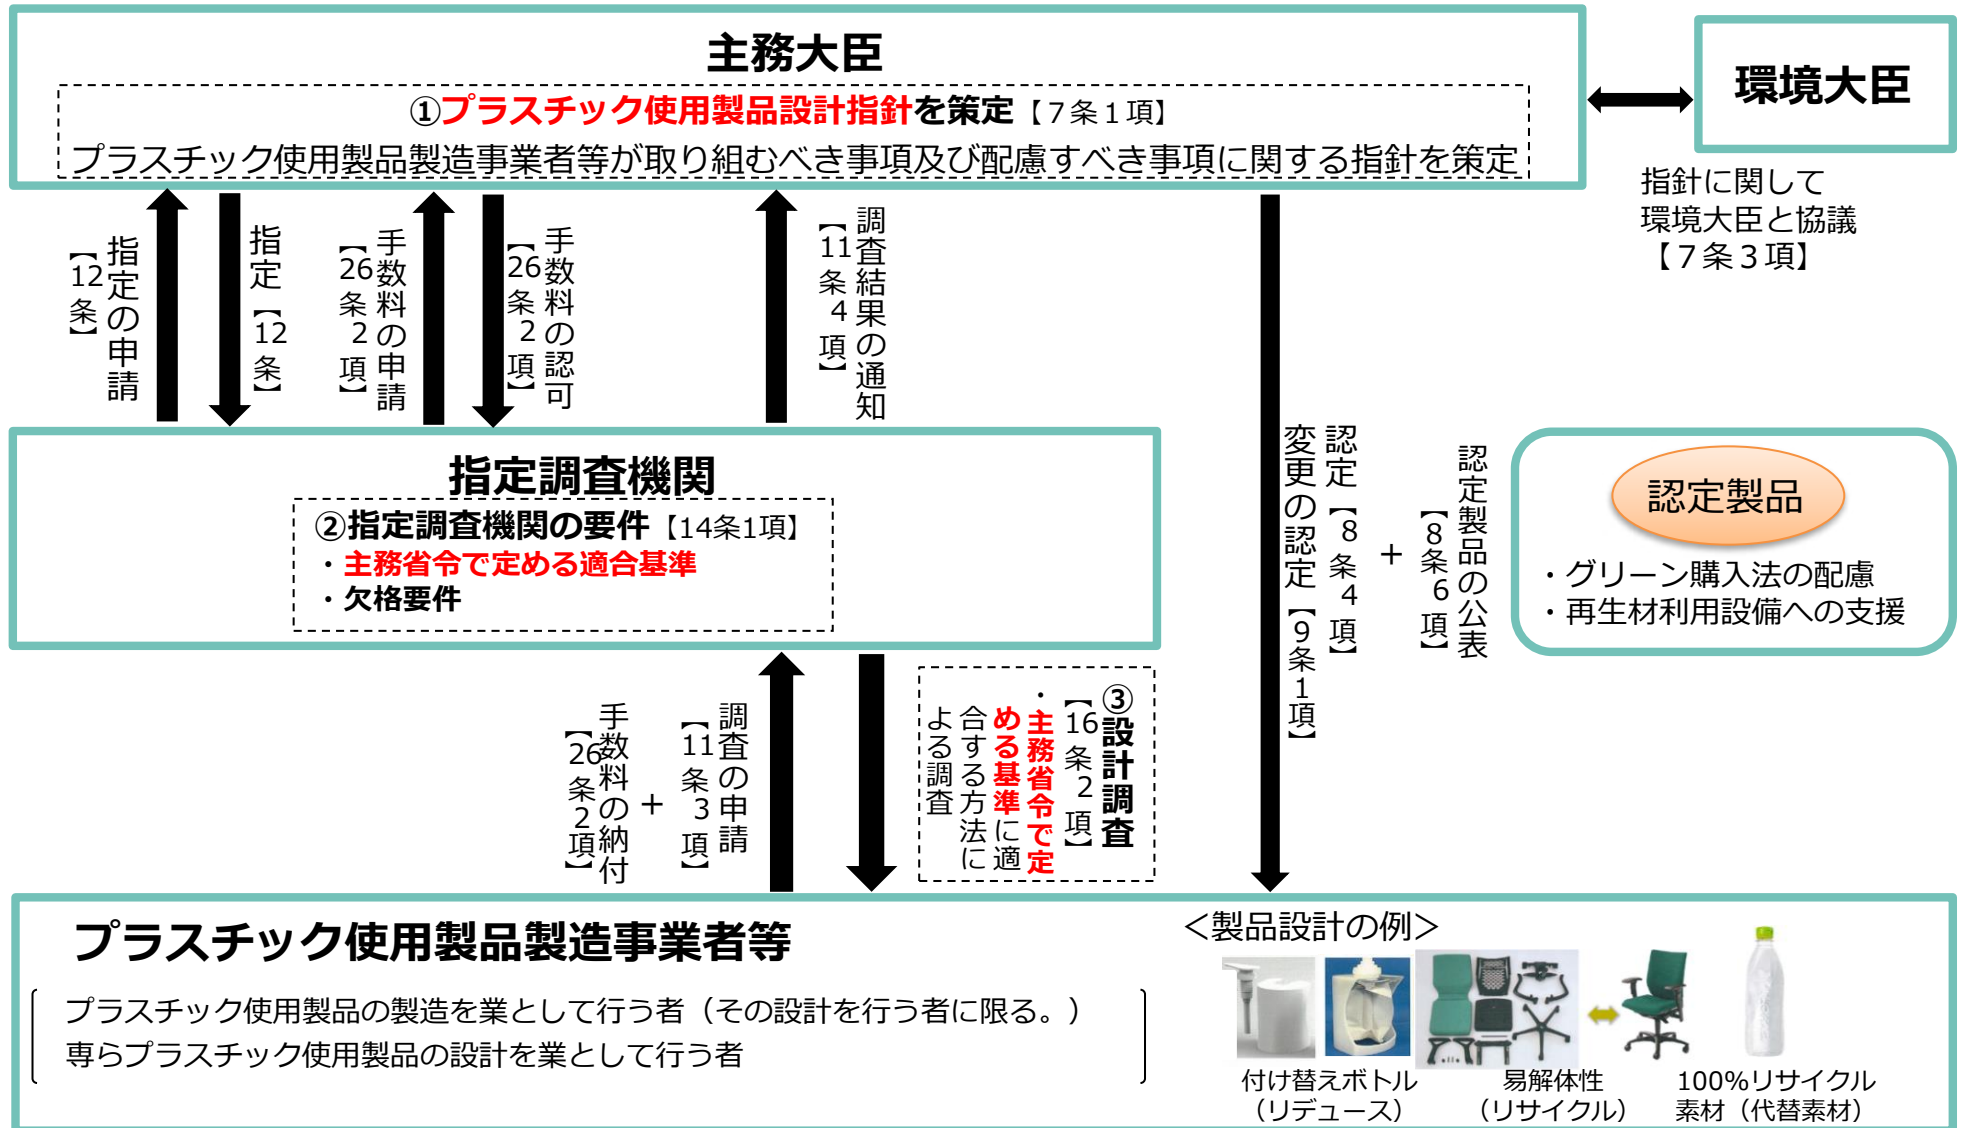 主務大臣
①プラスチック使用製品設計指針を策定【７条１項】
プラスチック使用製品製造事業者等が取り組むべき事項及び配慮すべき事項に関する指針を策定
環境大臣
指針に関して
環境大臣と協議
【７条３項】
指定の申請
【12条】
指定【12条】
手数料の申請
【26条２項】
手数料の認可
【26条２項】
調査結果の通知
【11条４項】
認定【８条４項】
変更の認定【９条１項】
＋
認定製品の公表
【８条６項】
認定製品
・グリーン購入法の配慮
・再生材利用設備への支援
指定調査機関
②指定調査機関の要件【14条1項】
・主務省令で定める適合基準
・欠格要件
調査の申請
【11条３項】
＋
手数料の納付
【26条２項】
③設計調査
【16条２項】
・主務省令で定
める基準に適
合する方法に
よる調査
プラスチック使用製品製造事業者等
プラスチック使用製品の製造を業として行う者（その設計を行う者に限る。）
専らプラスチック使用製品の設計を業として行う者
＜製品設計の例＞
付け替えボトル
（リデュース）
易解体性
（リサイクル）
100%リサイクル
素材（代替素材）